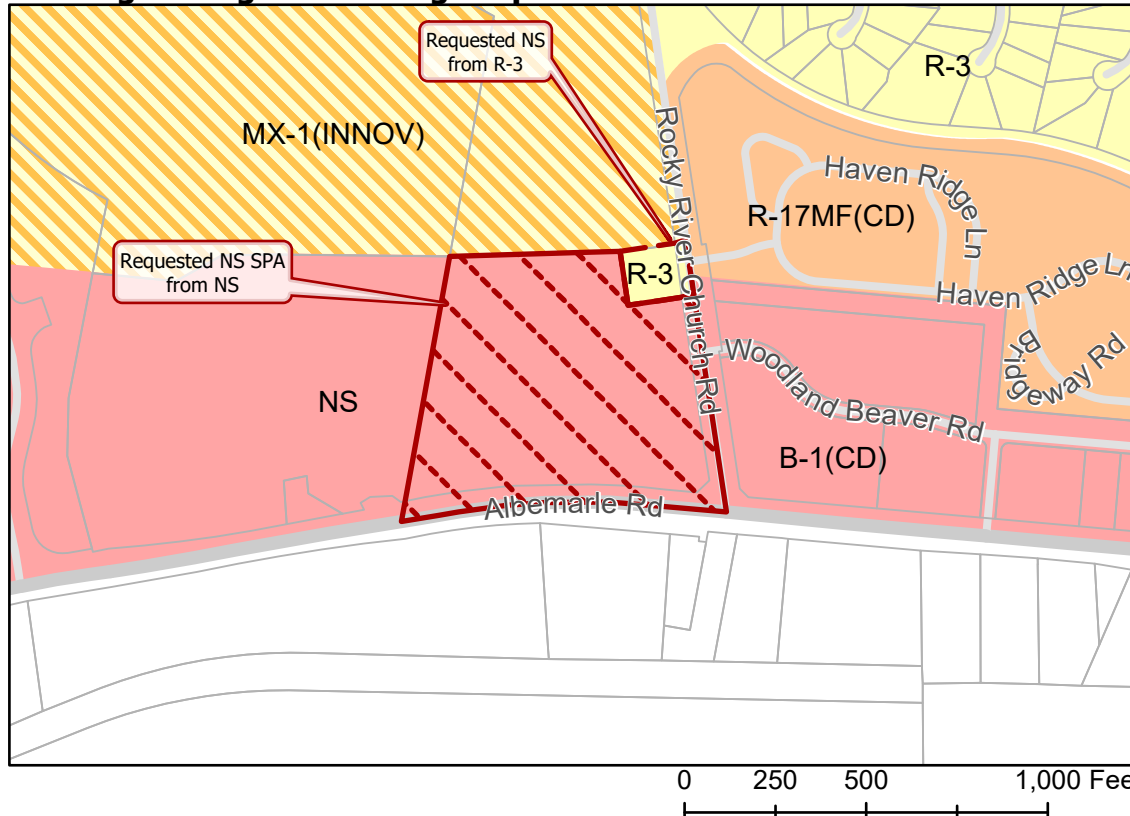 Requested NS
from R-3
R-3
MX-1(INNOV)
Rocky River Church Rd
Haven Ridge Ln
R-17MF(CD)
Requested NS SPA
from NS
R-3
Haven Ridge Ln
Bridgeway Rd
Woodland Beaver Rd
NS
B-1(CD)
Albemarle Rd
0 250 500 1,000 Fee